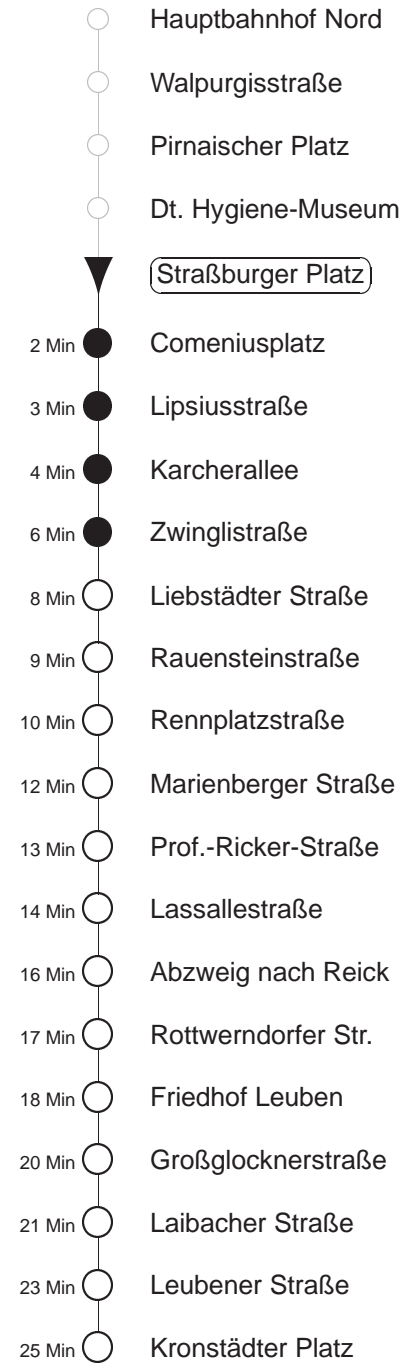 Hauptbahnhof Nord
Walpurgisstraße
Pirnaischer Platz
Dt. Hygiene-Museum
Straßburger Platz
2 Min Comeniusplatz
3 Min Lipsiusstraße
4 Min Karcherallee
6 Min Zwinglistraße
8 Min Liebstädter Straße
9 Min Rauensteinstraße
10 Min Rennplatzstraße
12 Min Marienberger Straße
13 Min Prof.-Ricker-Straße
14 Min Lassallestraße
16 Min Abzweig nach Reick
17 Min Rottwerndorfer Str.
18 Min Friedhof Leuben
20 Min Großglocknerstraße
21 Min Laibacher Straße
23 Min Leubener Straße
25 Min Kronstädter Platz